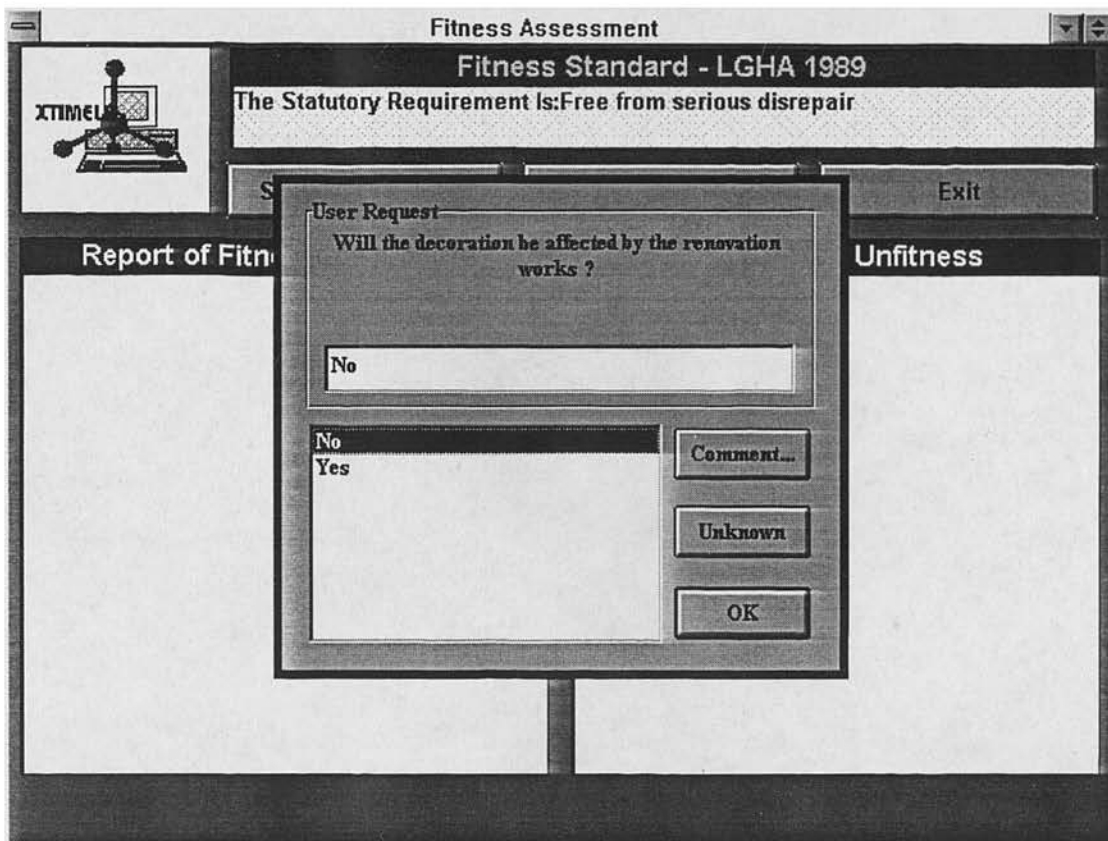 Fitness Assessment
Fitness Standard - LGHA 1989
XTIMEL
The Statutory Requirement Is:Free from serious disrepair
S
Exit
User Request
Will the decoration be affected by the renovation
works ?
Report of Fitn
Unfitness
No
No
Yes
Comment...
Unknown
OK